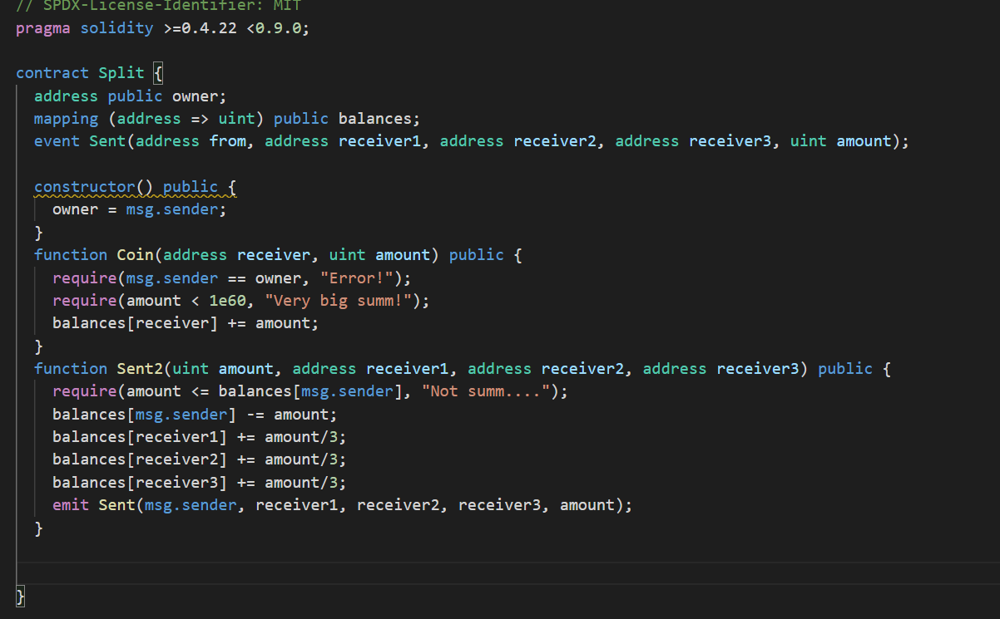 // SPDX-License-Identifier: MIT
pragma solidity >=0.4.22 <0.9.0;
contract Split {
address public owner;
mapping (address => uint) public balances;
event Sent(address from, address receiver1, address receiver2, address receiver3, uint amount);
constructor() public {
owner = msg.sender;
}
function Coin(address receiver, uint amount) public {
require(msg.sender == owner, "Error!");
require(amount < 1e60, "Very big summ!");
balances[receiver] += amount;
}
function Sent2(uint amount, address receiver1, address receiver2, address receiver3) public {
require(amount <= balances[msg.sender], "Not summ....");
balances[msg.sender] -= amount;
balances[receiver1] += amount/3;
balances[receiver2] += amount/3;
balances[receiver3] += amount/3;
emit Sent(msg.sender, receiver1, receiver2, receiver3, amount);
}
}